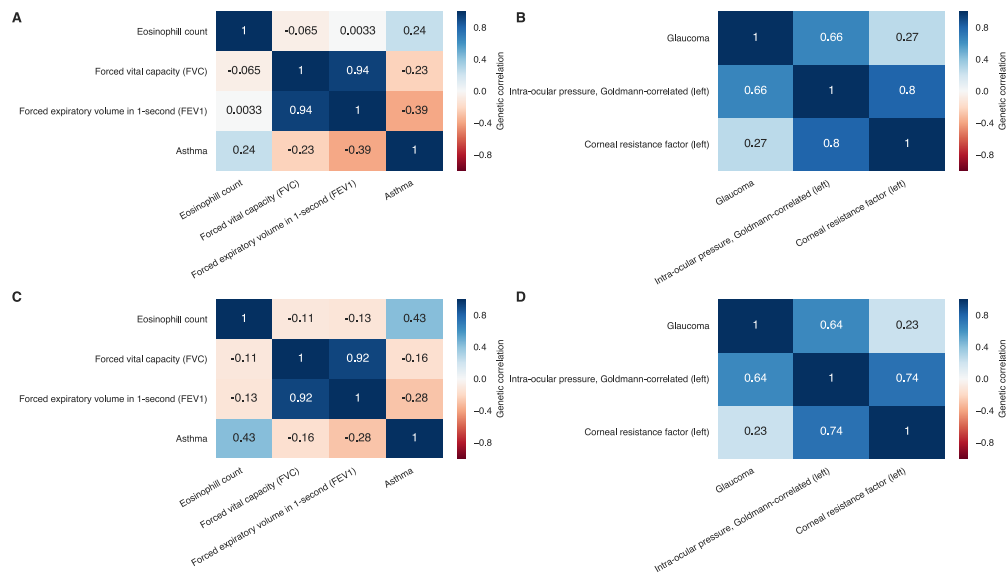 A
Eosinophill count
Forced vital capacity (FVC)
Forced expiratory volume in 1-second (FEV1)
Asthma
1 -0.065 0.0033 0.24
-0.065 1 0.94 -0.23
0.0033 0.94 1 -0.39
0.24 -0.23 -0.39 1
Eosinophill count
Forced vital capacity (FVC)
Forced expiratory volume in 1-second (FEV1)
Asthma
0.8
0.4
0.0
−0.4
−0.8
Genetic correlation
B
Glaucoma
Intra-ocular pressure, Goldmann-correlated (left)
Corneal resistance factor (left)
1 0.66 0.27
0.66 1 0.8
0.27 0.8 1
Glaucoma
Intra-ocular pressure, Goldmann-correlated (left)
Corneal resistance factor (left)
0.8
0.4
0.0
−0.4
−0.8
Genetic correlation
C
Eosinophill count
Forced vital capacity (FVC)
Forced expiratory volume in 1-second (FEV1)
Asthma
1 -0.11 -0.13 0.43
-0.11 1 0.92 -0.16
-0.13 0.92 1 -0.28
0.43 -0.16 -0.28 1
Eosinophill count
Forced vital capacity (FVC)
Forced expiratory volume in 1-second (FEV1)
Asthma
0.8
0.4
0.0
−0.4
−0.8
Genetic correlation
D
Glaucoma
Intra-ocular pressure, Goldmann-correlated (left)
Corneal resistance factor (left)
1 0.64 0.23
0.64 1 0.74
0.23 0.74 1
Glaucoma
Intra-ocular pressure, Goldmann-correlated (left)
Corneal resistance factor (left)
0.8
0.4
0.0
−0.4
−0.8
Genetic correlation